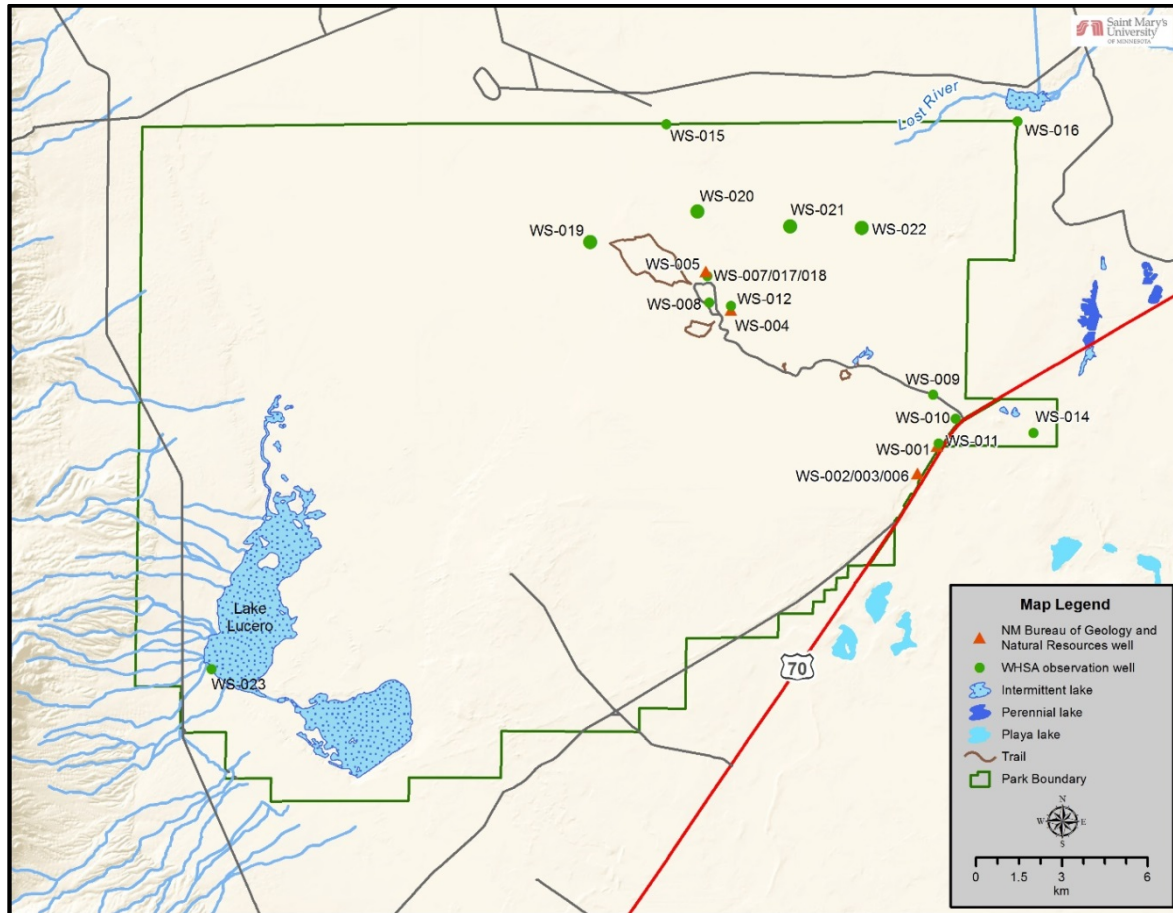 Saint Mary's
University
OF MINNESOTA
Lost River
WS-015
WS-016
WS-020
WS-021
WS-022
WS-019
WS-005
WS-007/017/018
WS-008
WS-012
WS-004
WS-009
WS-010
WS-014
WS-001
WS-011
WS-002/003/006
Lake
Lucero
WS-023
70
Map Legend
NM Bureau of Geology and
Natural Resources well
WHSA observation well
Intermittent lake
Perennial lake
Playa lake
Trail
Park Boundary
N
W
E
S
0 1.5 3 6
km